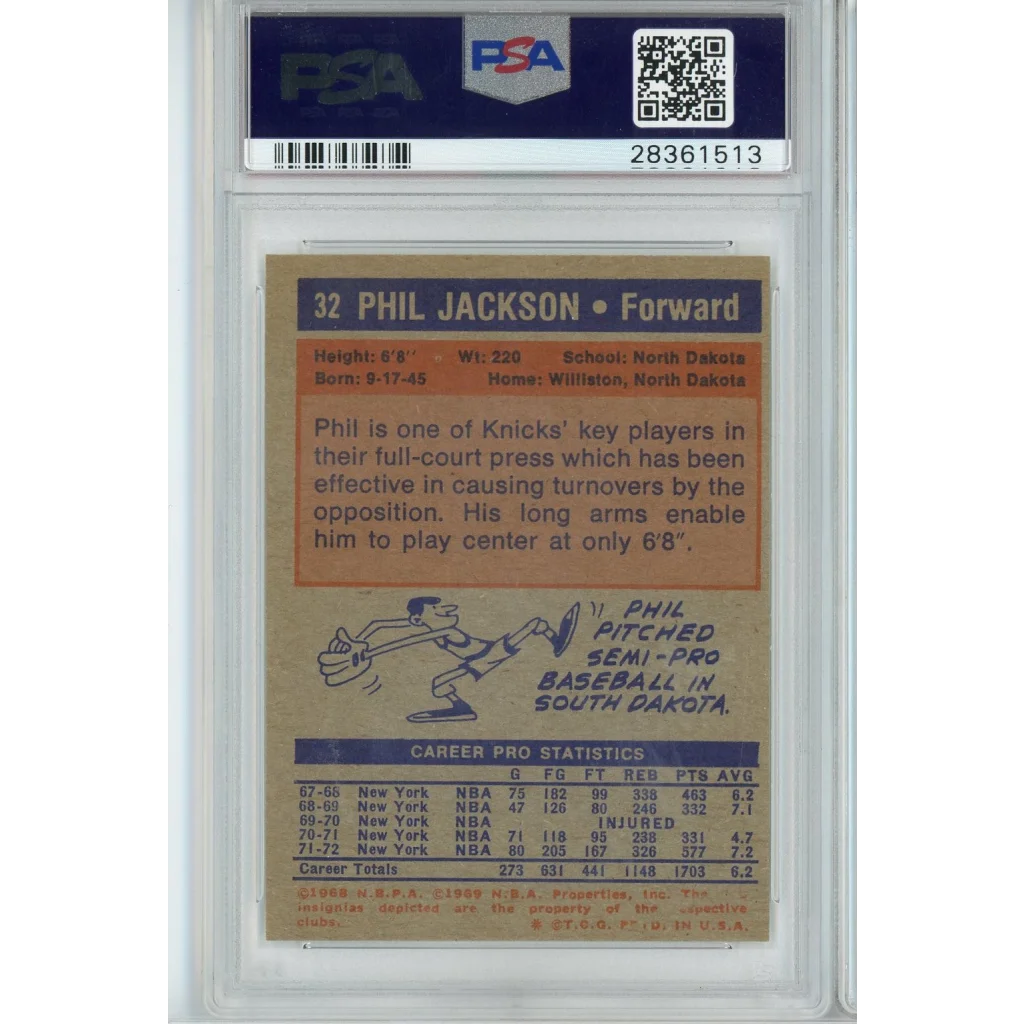 PSA
PSA
28361513
32 PHIL JACKSON • Forward
Height: 6'8" Wt: 220 School: North Dakota
Born: 9-17-45 Home: Williston, North Dakota
Phil is one of Knicks' key players in
their full-court press which has been
effective in causing turnovers by the
opposition. His long arms enable
him to play center at only 6'8".
PHIL
PITCHED
SEMI-PRO
BASEBALL IN
SOUTH DAKOTA.
CAREER PRO STATISTICS
G FG FT REB PTS AVG
67-68 New York NBA 75 182 99 338 463 6.2
68-69 New York NBA 47 126 80 246 332 7.1
69-70 New York NBA INJURED
70-71 New York NBA 71 118 95 238 331 4.7
71-72 New York NBA 80 205 167 326 577 7.2
Career Totals 273 631 441 1148 1703 6.2
©1968 N.B.P.A. ©1969 N.B.A. Properties, Inc. The
insignias depicted are the property of the
clubs.
* ©T.C.G. IN U.S.A.